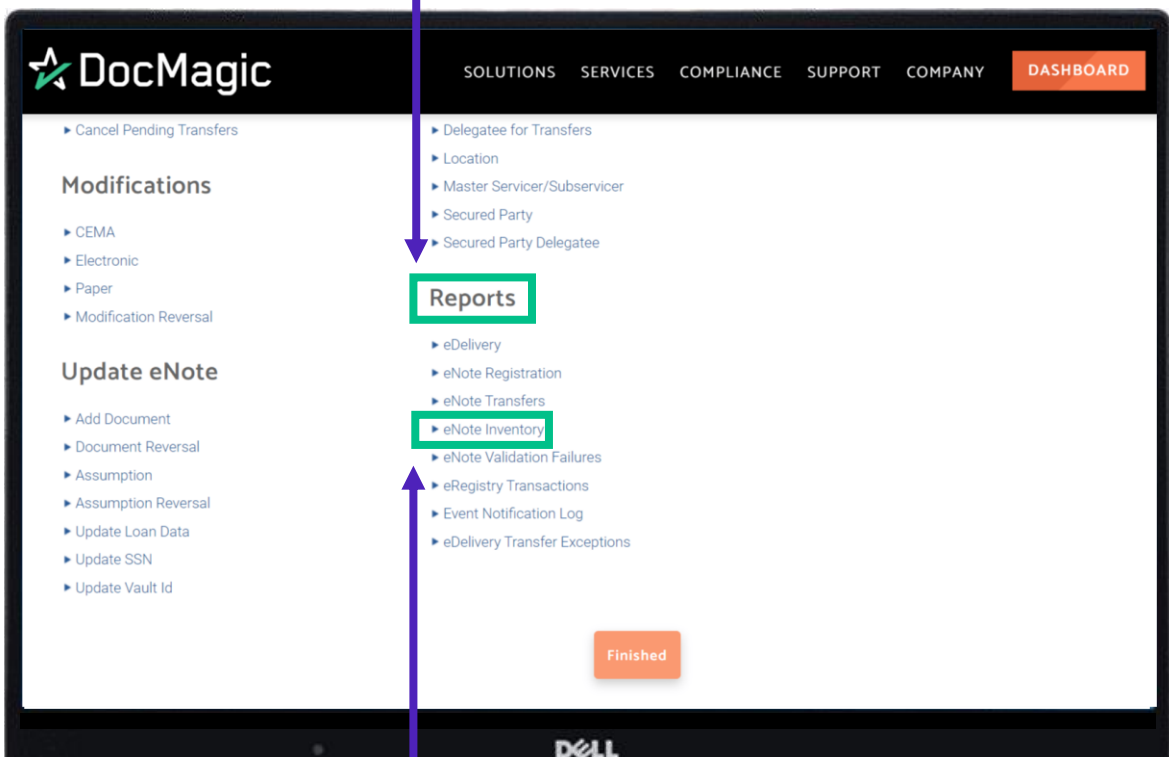 DocMagic
SOLUTIONS SERVICES COMPLIANCE SUPPORT COMPANY DASHBOARD
Cancel Pending Transfers
Modifications
CEMA
Electronic
Paper
Modification Reversal
Update eNote
Add Document
Document Reversal
Assumption
Assumption Reversal
Update Loan Data
Update SSN
Update Vault Id
Delegatee for Transfers
Location
Master Servicer/Subservicer
Secured Party
Secured Party Delegatee
Reports
eDelivery
eNote Registration
eNote Transfers
eNote Inventory
eNote Validation Failures
eRegistry Transactions
Event Notification Log
eDelivery Transfer Exceptions
Finished
DELL